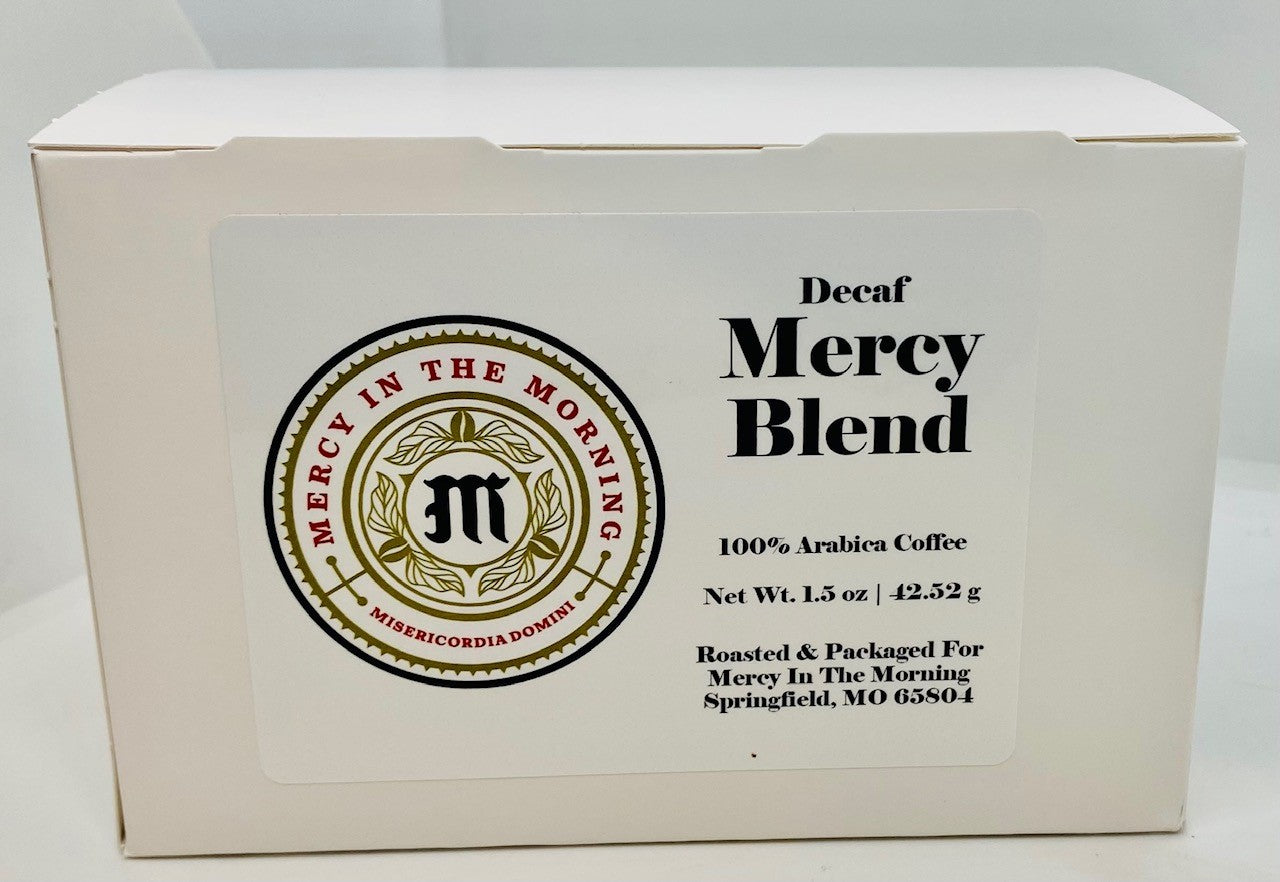 MERCY IN THE MORNING
M
MISERICORDIA DOMINI
Decaf
Mercy
Blend
100% Arabica Coffee
Net Wt. 1.5 oz | 42.52 g
Roasted & Packaged For
Mercy In The Morning
Springfield, MO 65804